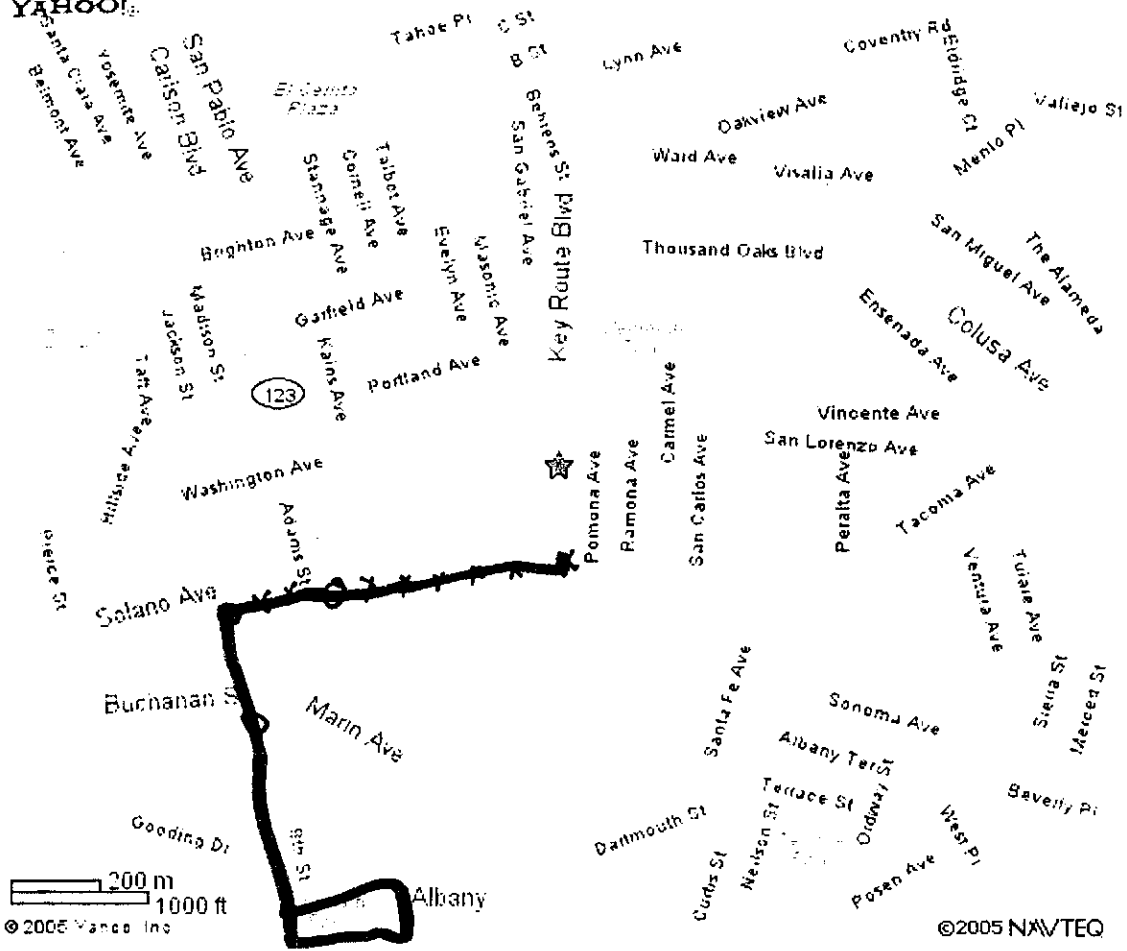 YAHOO!
Santa Clara Ave
Belmont Ave
Yosemite Ave
Carlson Blvd
San Pablo Ave
Tahoe Pl
C St
B St
Lynn Ave
Coventry Rd
Eldridge Ct
Vallejo St
El Cerrito
Plaza
Behrens St
San Gabriel Ave
Oakview Ave
Menlo Pl
Ward Ave
Visalia Ave
Talbot Ave
Cornell Ave
Stannage Ave
Brighton Ave
Evelyn Ave
Masonic Ave
Key Route Blvd
Thousand Oaks Blvd
San Miguel Ave
The Alameda
Madison St
Jackson St
Garfield Ave
Ensenada Ave
Colusa Ave
Taft Ave
Kains Ave
Portland Ave
123
Carmel Ave
Vincente Ave
San Lorenzo Ave
Hillside Ave
Washington Ave
Pomona Ave
Ramona Ave
San Carlos Ave
Peralta Ave
Tacoma Ave
Adams St
Pierce St
Solano Ave
Ventura Ave
Tulare Ave
Buchanan S
Marin Ave
Santa Fe Ave
Sonoma Ave
Sierra St
Merced St
Albany Ter
Terrace St
Ordway St
Beverly Pl
Gooding Dr
8th St
Dartmouth St
Neilson St
Curtis St
West Pl
Posen Ave
Albany
200 m
1000 ft
© 2005 Yahoo! Inc
©2005 NAVTEQ